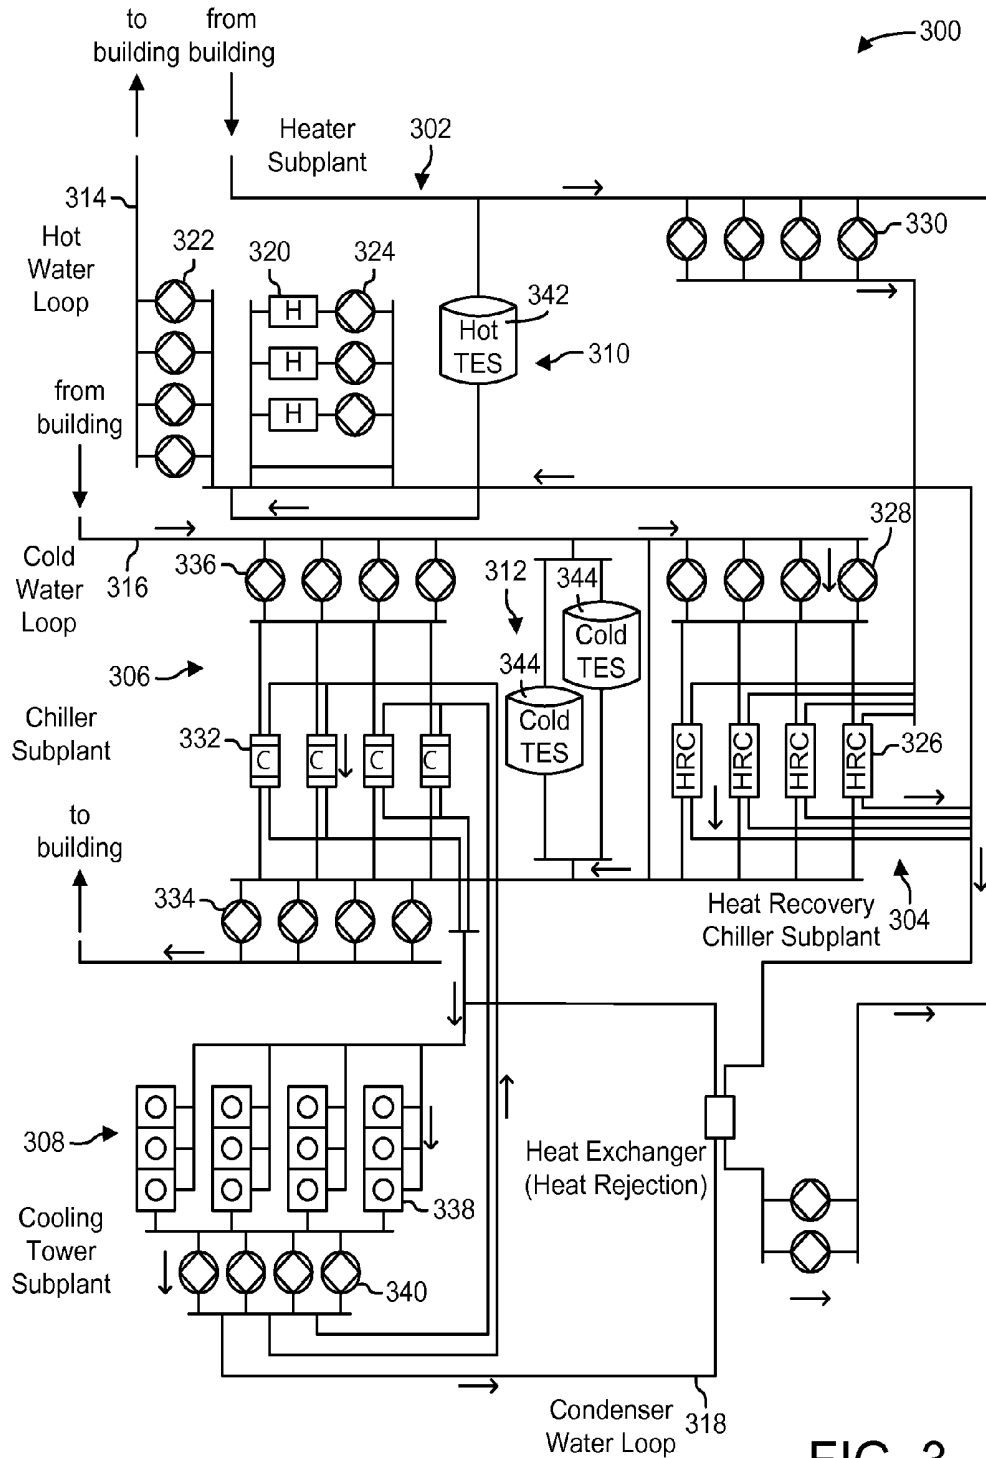 to
building
from
building
300
Heater
Subplant
302
314
Hot
Water
Loop
322
320
324
H
H
H
330
342
Hot
TES
310
from
building
328
316
Cold
Water
Loop
336
312
344
Cold
TES
344
Cold
TES
306
Chiller
Subplant
332
C
C
C
C
HRC
HRC
HRC
HRC
326
to
building
334
Heat Recovery
Chiller Subplant
304
308
338
Heat Exchanger
(Heat Rejection)
Cooling
Tower
Subplant
340
Condenser
Water Loop
318
FIG. 3